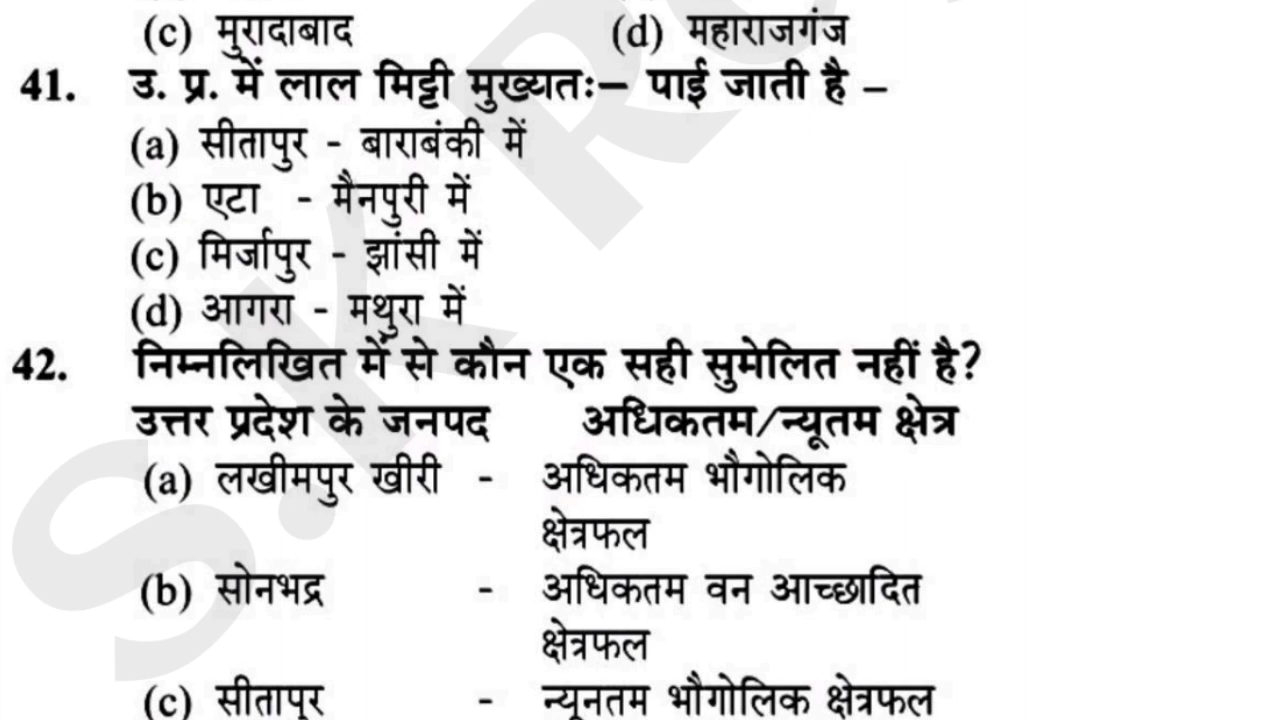 (c) मुरादाबाद (d) महाराजगंज
41. उ. प्र. में लाल मिट्टी मुख्यतः– पाई जाती है –
(a) सीतापुर - बाराबंकी में
(b) एटा - मैनपुरी में
(c) मिर्जापुर - झांसी में
(d) आगरा - मथुरा में
42. निम्नलिखित में से कौन एक सही सुमेलित नहीं है?
उत्तर प्रदेश के जनपद अधिकतम/न्यूतम क्षेत्र
(a) लखीमपुर खीरी - अधिकतम भौगोलिक
क्षेत्रफल
(b) सोनभद्र - अधिकतम वन आच्छादित
क्षेत्रफल
(c) सीतापुर - न्यूनतम भौगोलिक क्षेत्रफल